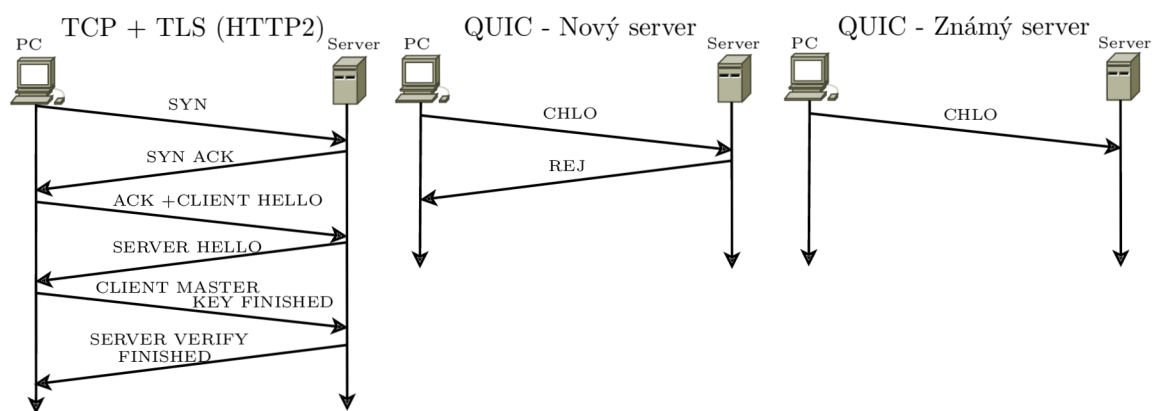 TCP + TLS (HTTP2)
PC
Server
SYN
SYN ACK
ACK +CLIENT HELLO
SERVER HELLO
CLIENT MASTER
KEY FINISHED
SERVER VERIFY
FINISHED
QUIC - Nový server
PC
Server
CHLO
REJ
QUIC - Známý server
PC
Server
CHLO